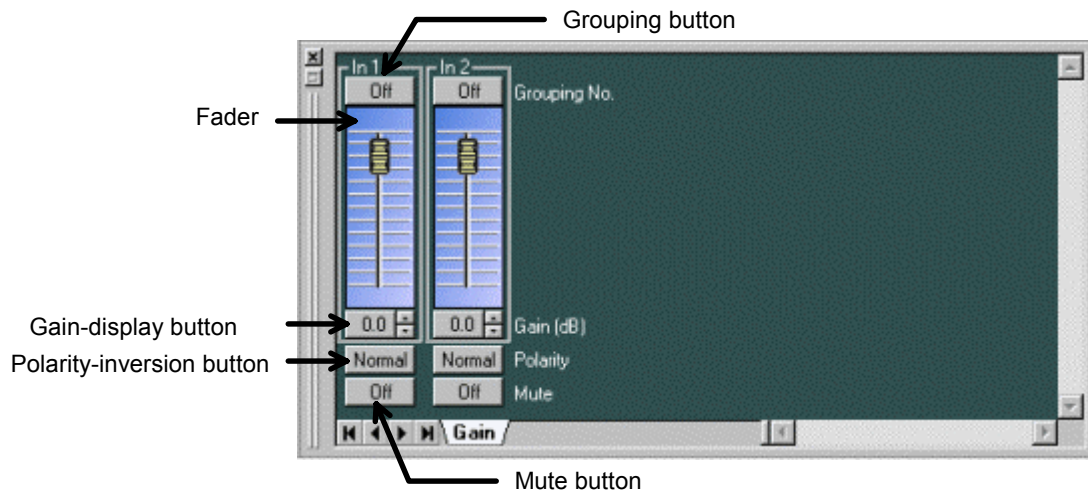 Grouping button
In 1
In 2
Off
Off
Grouping No.
Fader
Gain-display button
0.0
0.0
Gain (dB)
Polarity-inversion button
Normal
Normal
Polarity
Off
Off
Mute
Gain
Mute button